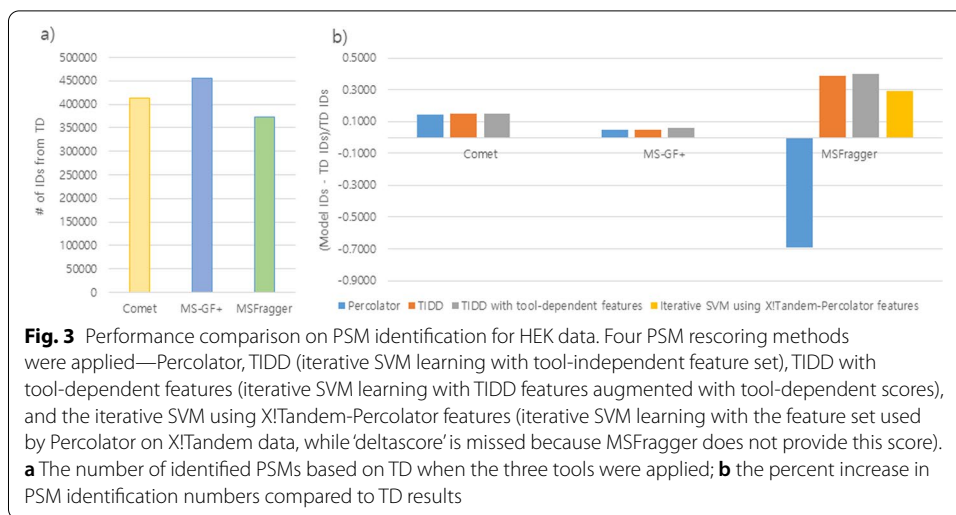 a)
500000
450000
400000
350000
300000
250000
200000
150000
100000
50000
0
# of IDs from TD
Comet MS-GF+ MSFragger
b)
0.5000
0.3000
0.1000
-0.1000
-0.3000
-0.5000
-0.7000
-0.9000
(Model IDs - TD IDs)/TD IDs
Comet MS-GF+ MSFragger
Percolator TIDD TIDD with tool-dependent features Iterative SVM using X!Tandem-Percolator features
Fig. 3 Performance comparison on PSM identification for HEK data. Four PSM rescoring methods
were applied—Percolator, TIDD (iterative SVM learning with tool-independent feature set), TIDD with
tool-dependent features (iterative SVM learning with TIDD features augmented with tool-dependent scores),
and the iterative SVM using X!Tandem-Percolator features (iterative SVM learning with the feature set used
by Percolator on X!Tandem data, while ‘deltascore’ is missed because MSFragger does not provide this score).
a The number of identified PSMs based on TD when the three tools were applied; b the percent increase in
PSM identification numbers compared to TD results